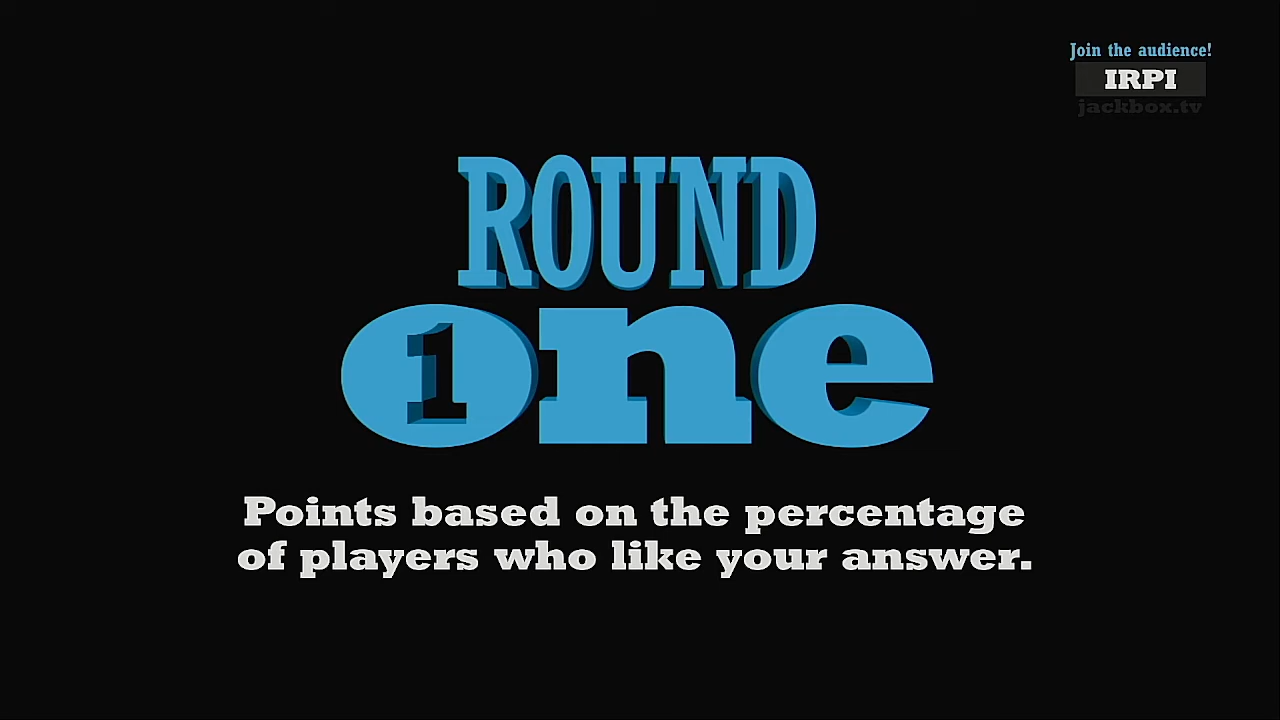 Join the audience!
IRPI
jackbox.tv
ROUND
1
one
Points based on the percentage
of players who like your answer.